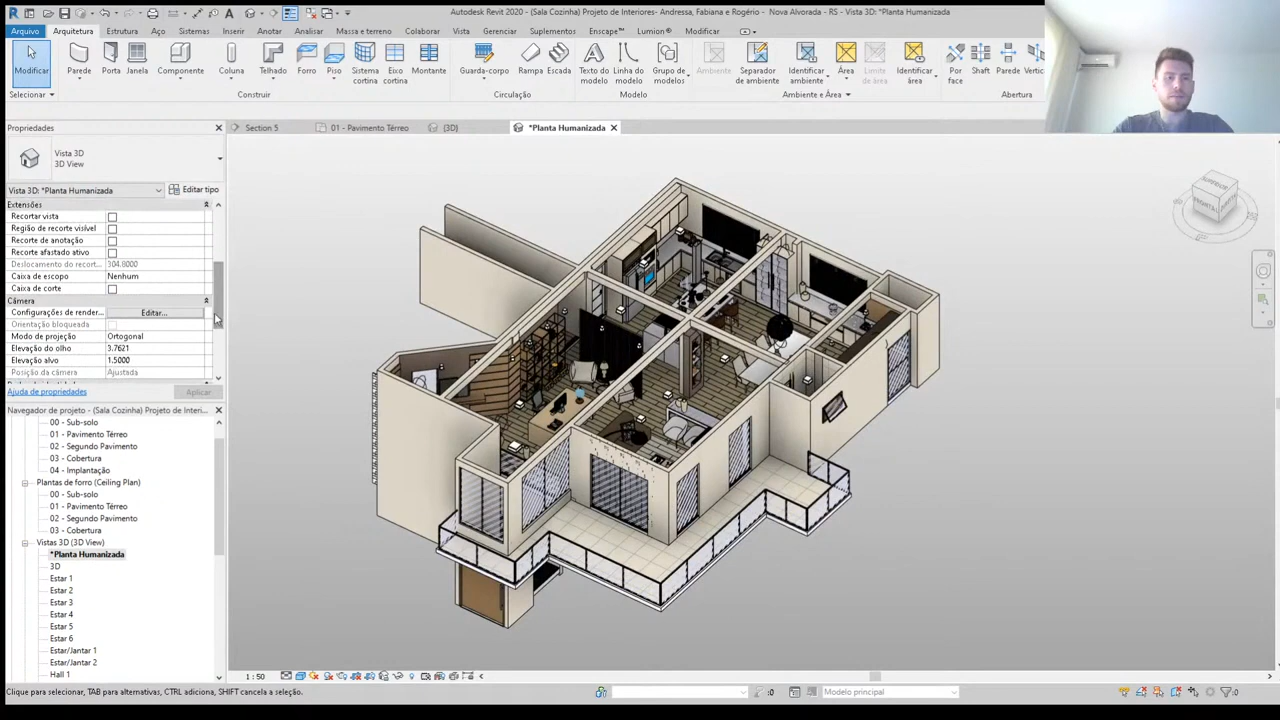 Autodesk Revit 2020 - (Sala Cozinha) Projeto de Interiores- Andressa, Fabiana e Rogério - Nova Alvorada - RS - Vista 3D: *Planta Humanizada
Arquivo Arquitetura Estrutura Aço Sistemas Inserir Anotar Analisar Massa e terreno Colaborar Vista Gerenciar Suplementos Enscape™ Lumion® Modificar
Modificar Parede Porta Janela Componente Coluna Telhado Forro Piso Sistema cortina Eixo cortina Montante Guarda-corpo Rampa Escada Texto do modelo Linha do modelo Grupo de modelos Ambiente Separador de ambiente Identificar ambiente Área Limite da área Identificar área Por face Shaft Parede
Selecionar Construir Circulação Modelo Ambiente e Área Abertura
Propriedades
Section 5 01 - Pavimento Térreo {3D} *Planta Humanizada
Vista 3D
3D View
Vista 3D: *Planta Humanizada Editar tipo
Extensões
Recortar vista
Região de recorte visível
Recorte de anotação
Recorte afastado ativo
Deslocamento do recort... 304.8000
Caixa de escopo Nenhum
Caixa de corte
Câmera
Configurações de render... Editar...
Orientação bloqueada
Modo de projeção Ortogonal
Elevação do olho 3.7621
Elevação alvo 1.5000
Posição da câmera Ajustada
Ajuda de propriedades Aplicar
Navegador de projeto - (Sala Cozinha) Projeto de Interi...
00 - Sub-solo
01 - Pavimento Térreo
02 - Segundo Pavimento
03 - Cobertura
04 - Implantação
Plantas de forro (Ceiling Plan)
00 - Sub-solo
01 - Pavimento Térreo
02 - Segundo Pavimento
03 - Cobertura
Vistas 3D (3D View)
*Planta Humanizada
3D
Estar 1
Estar 2
Estar 3
Estar 4
Estar 5
Estar 6
Estar/Jantar 1
Estar/Jantar 2
Hall 1
1 : 50
Clique para selecionar, TAB para alternativas, CTRL adiciona, SHIFT cancela a seleção.
:0 Modelo principal :0